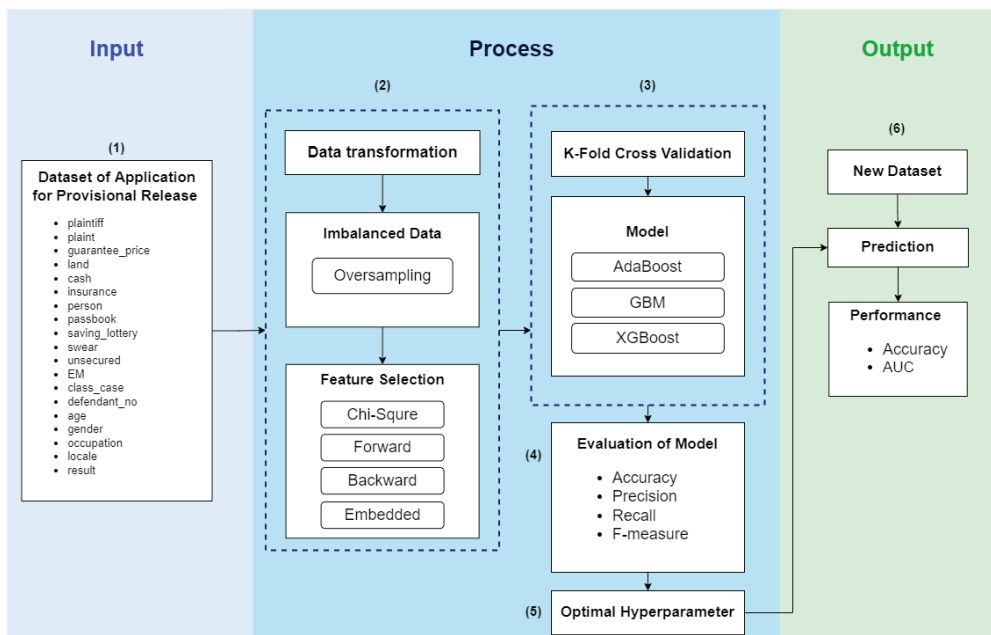 Input
(1)
Dataset of Application
for Provisional Release
• plaintiff
• plaint
• guarantee_price
• land
• cash
• insurance
• person
• passbook
• saving_lottery
• swear
• unsecured
• EM
• class_case
• defendant_no
• age
• gender
• occupation
• locale
• result
Process
(2)
Data transformation
Imbalanced Data
Oversampling
Feature Selection
Chi-Squre
Forward
Backward
Embedded
(3)
K-Fold Cross Validation
Model
AdaBoost
GBM
XGBoost
(4)
Evaluation of Model
• Accuracy
• Precision
• Recall
• F-measure
(5)
Optimal Hyperparameter
Output
(6)
New Dataset
Prediction
Performance
• Accuracy
• AUC